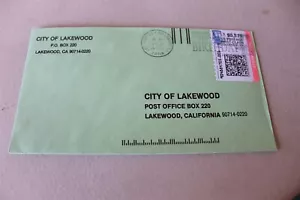 CITY OF LAKEWOOD
P.O. BOX 220
LAKEWOOD, CA 90714-0220
CITY OF LAKEWOOD
POST OFFICE BOX 220
LAKEWOOD, CALIFORNIA 90714-0220